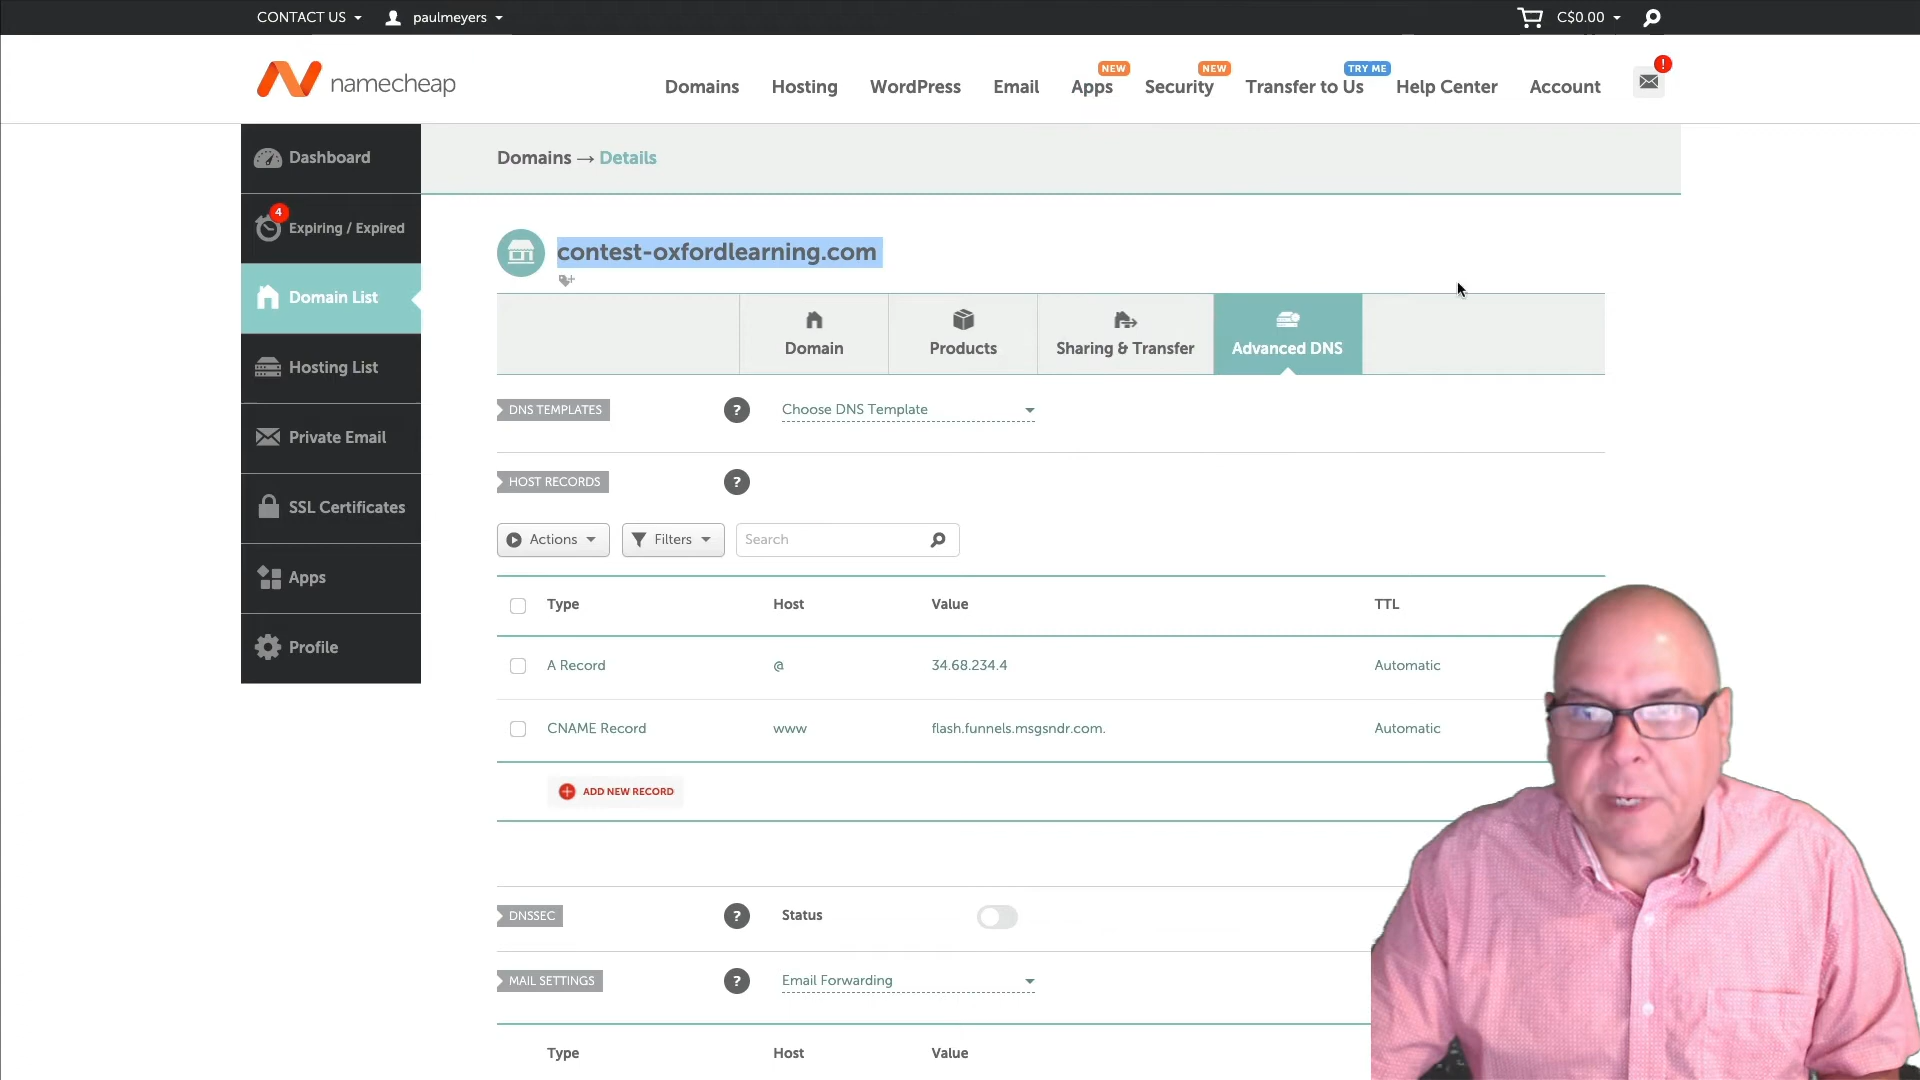 CONTACT US
paulmeyers
C$0.00
namecheap
Domains
Hosting
WordPress
Email
Apps
NEW
Security
NEW
Transfer to Us
TRY ME
Help Center
Account
!
Dashboard
4
Expiring / Expired
Domain List
Hosting List
Private Email
SSL Certificates
Apps
Profile
Domains → Details
contest-oxfordlearning.com
Domain
Products
Sharing & Transfer
Advanced DNS
DNS TEMPLATES
?
Choose DNS Template
HOST RECORDS
?
Actions
Filters
Search
Type Host Value TTL
A Record @ 34.68.234.4 Automatic
CNAME Record www flash.funnels.msgsndr.com. Automatic
ADD NEW RECORD
DNSSEC
?
Status
MAIL SETTINGS
?
Email Forwarding
Type Host Value